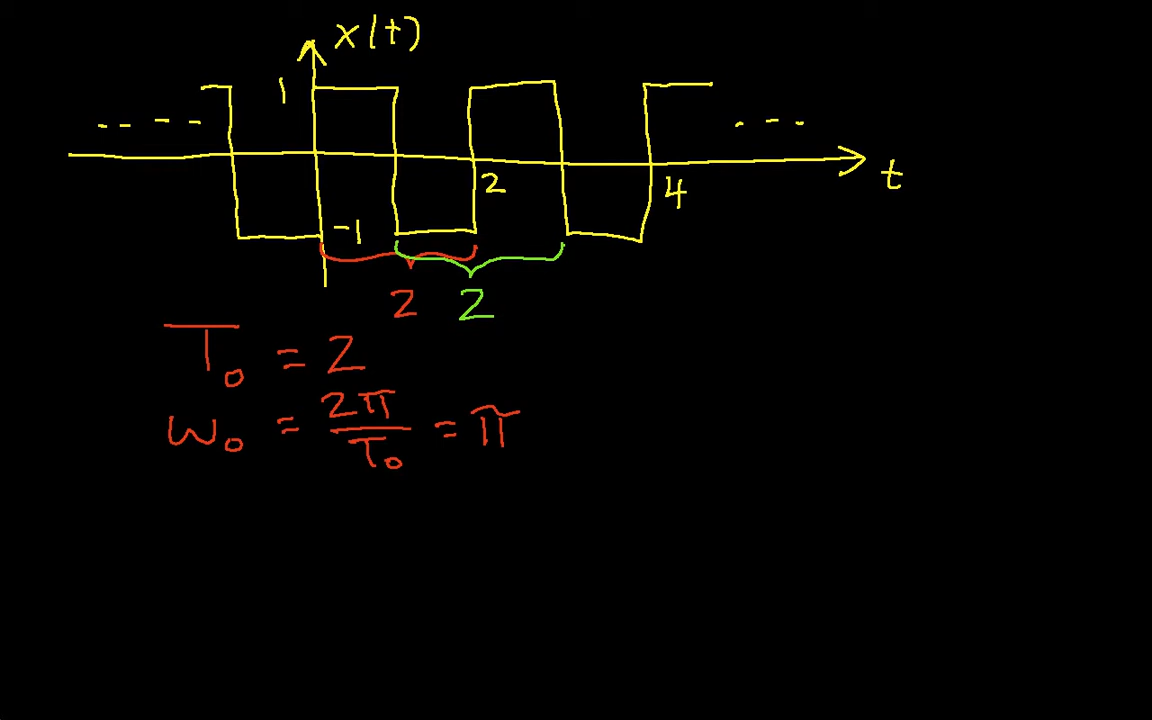 x(t)
1
-- --
---
2
4
t
-1
2 2
T₀ = 2
ω₀ = 2π/T₀ = π